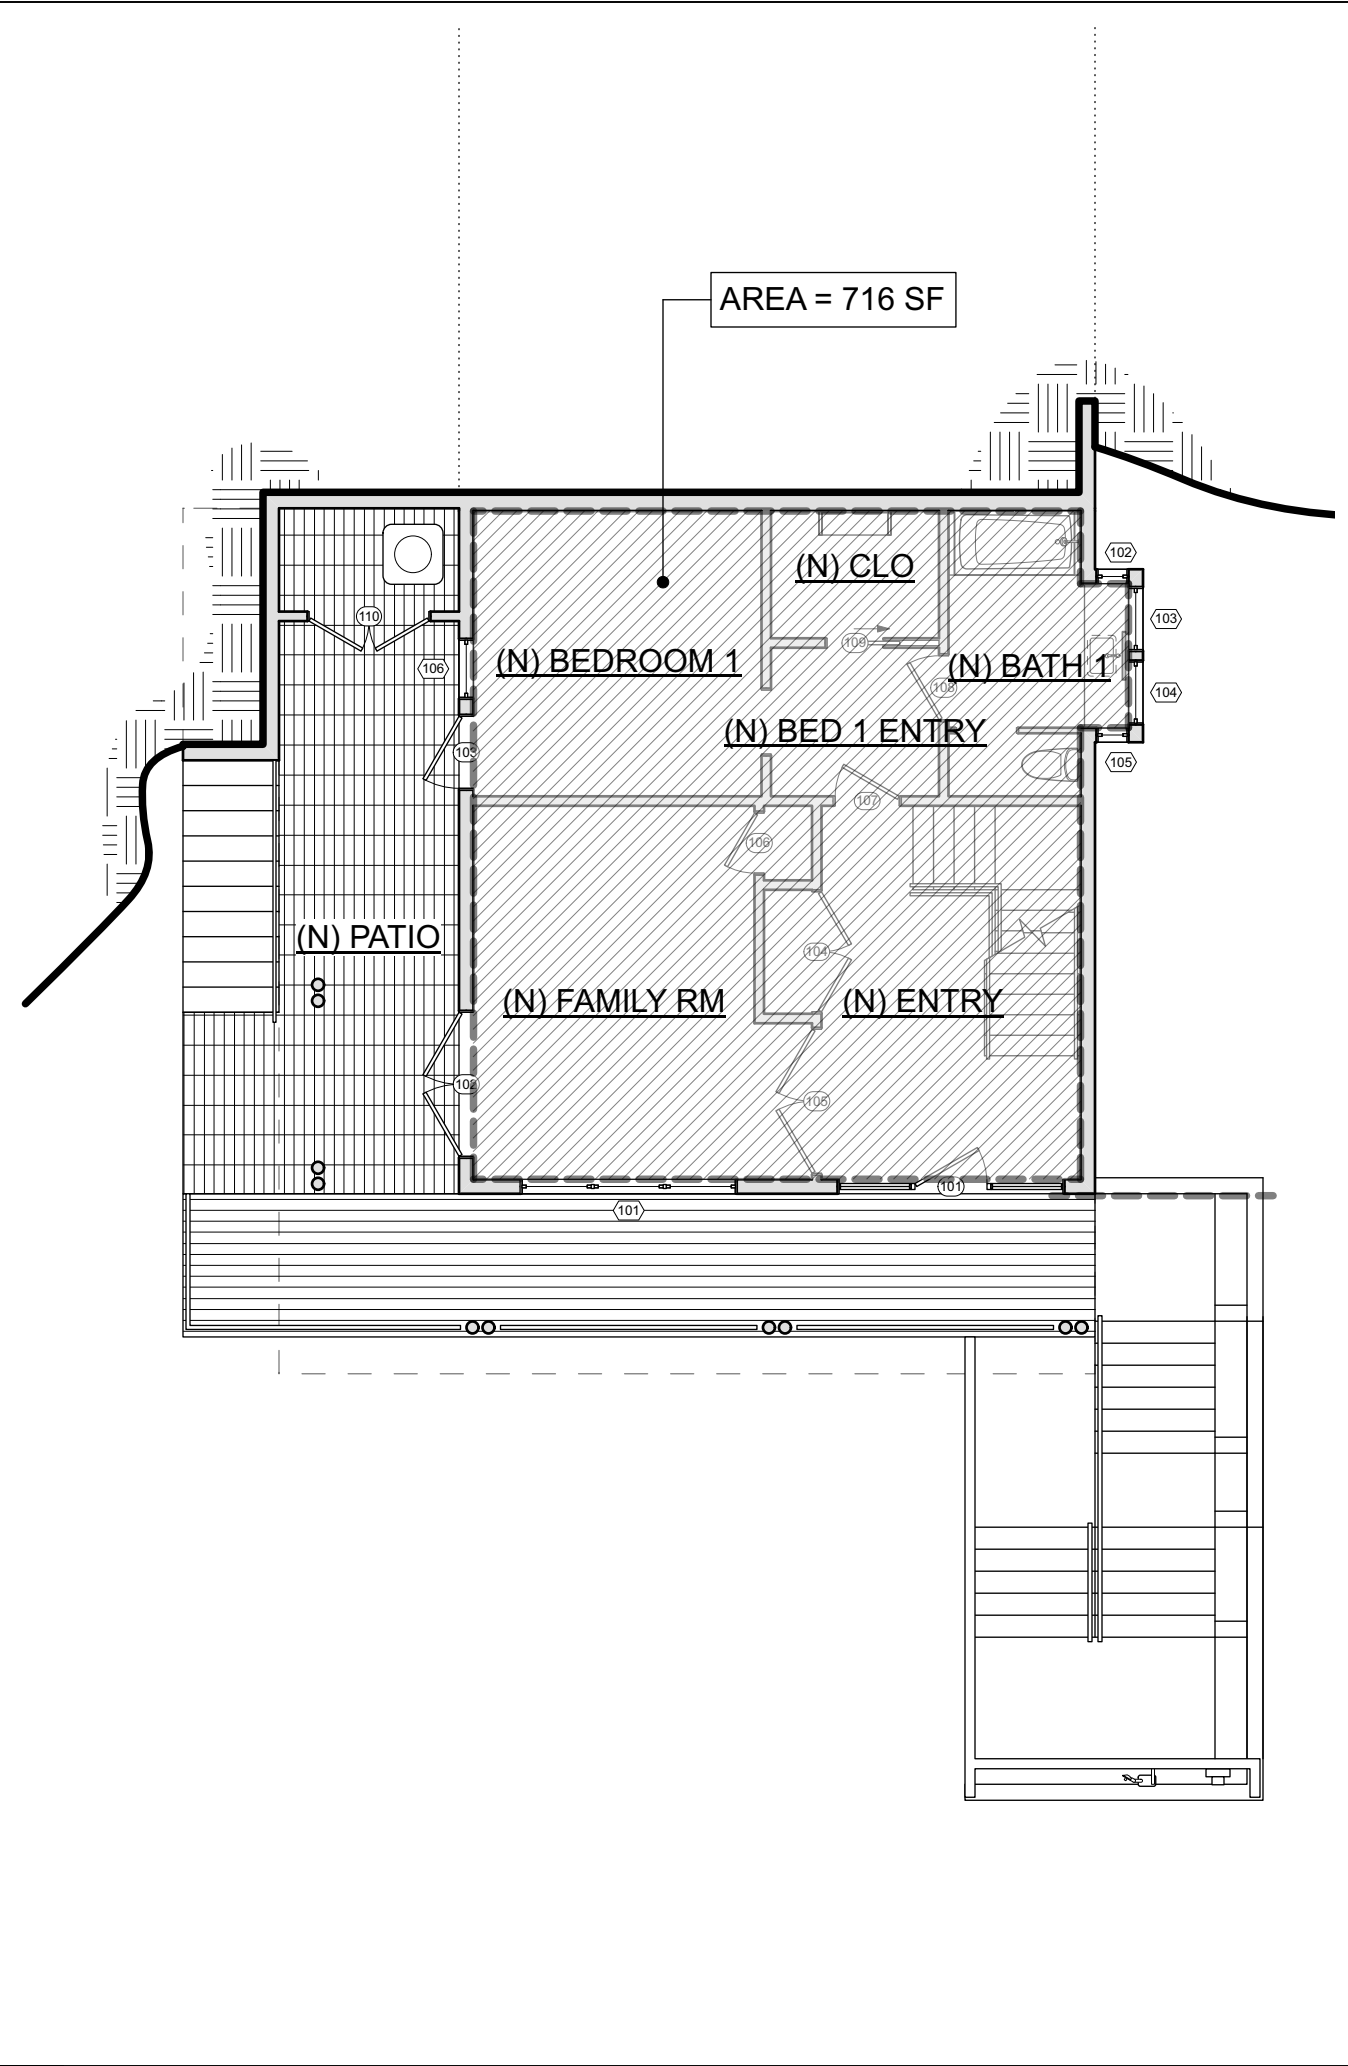 AREA = 716 SF
102
(N) CLO
110
103
109
106
(N) BEDROOM 1
(N) BATH 1
108
104
(N) BED 1 ENTRY
103
105
107
106
(N) PATIO
104
(N) FAMILY RM
(N) ENTRY
102
105
101
101